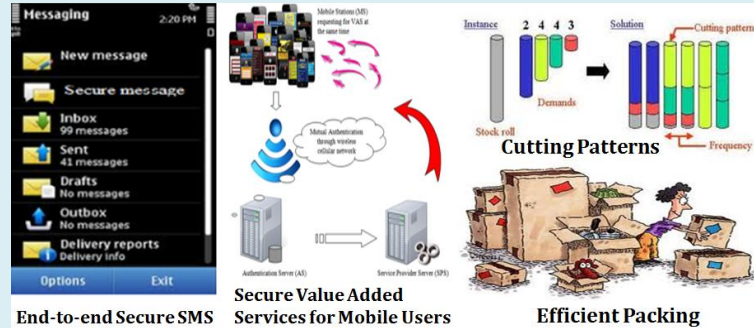 Messaging
2:20 PM
New message
Secure message
Inbox
99 messages
Sent
41 messages
Drafts
No messages
Outbox
No messages
Delivery reports
Delivery info
Options
Exit
End-to-end Secure SMS
Mobile Stations (MS)
requesting for VAS at
the same time
Mutual Authentication
through wireless
cellular network
Authentication Server (AS)
Service Provider Server (SPS)
Secure Value Added
Services for Mobile Users
Instance
2 4 4 3
Demands
Stock roll
Solution
Cutting pattern
Frequency
Cutting Patterns
Efficient Packing